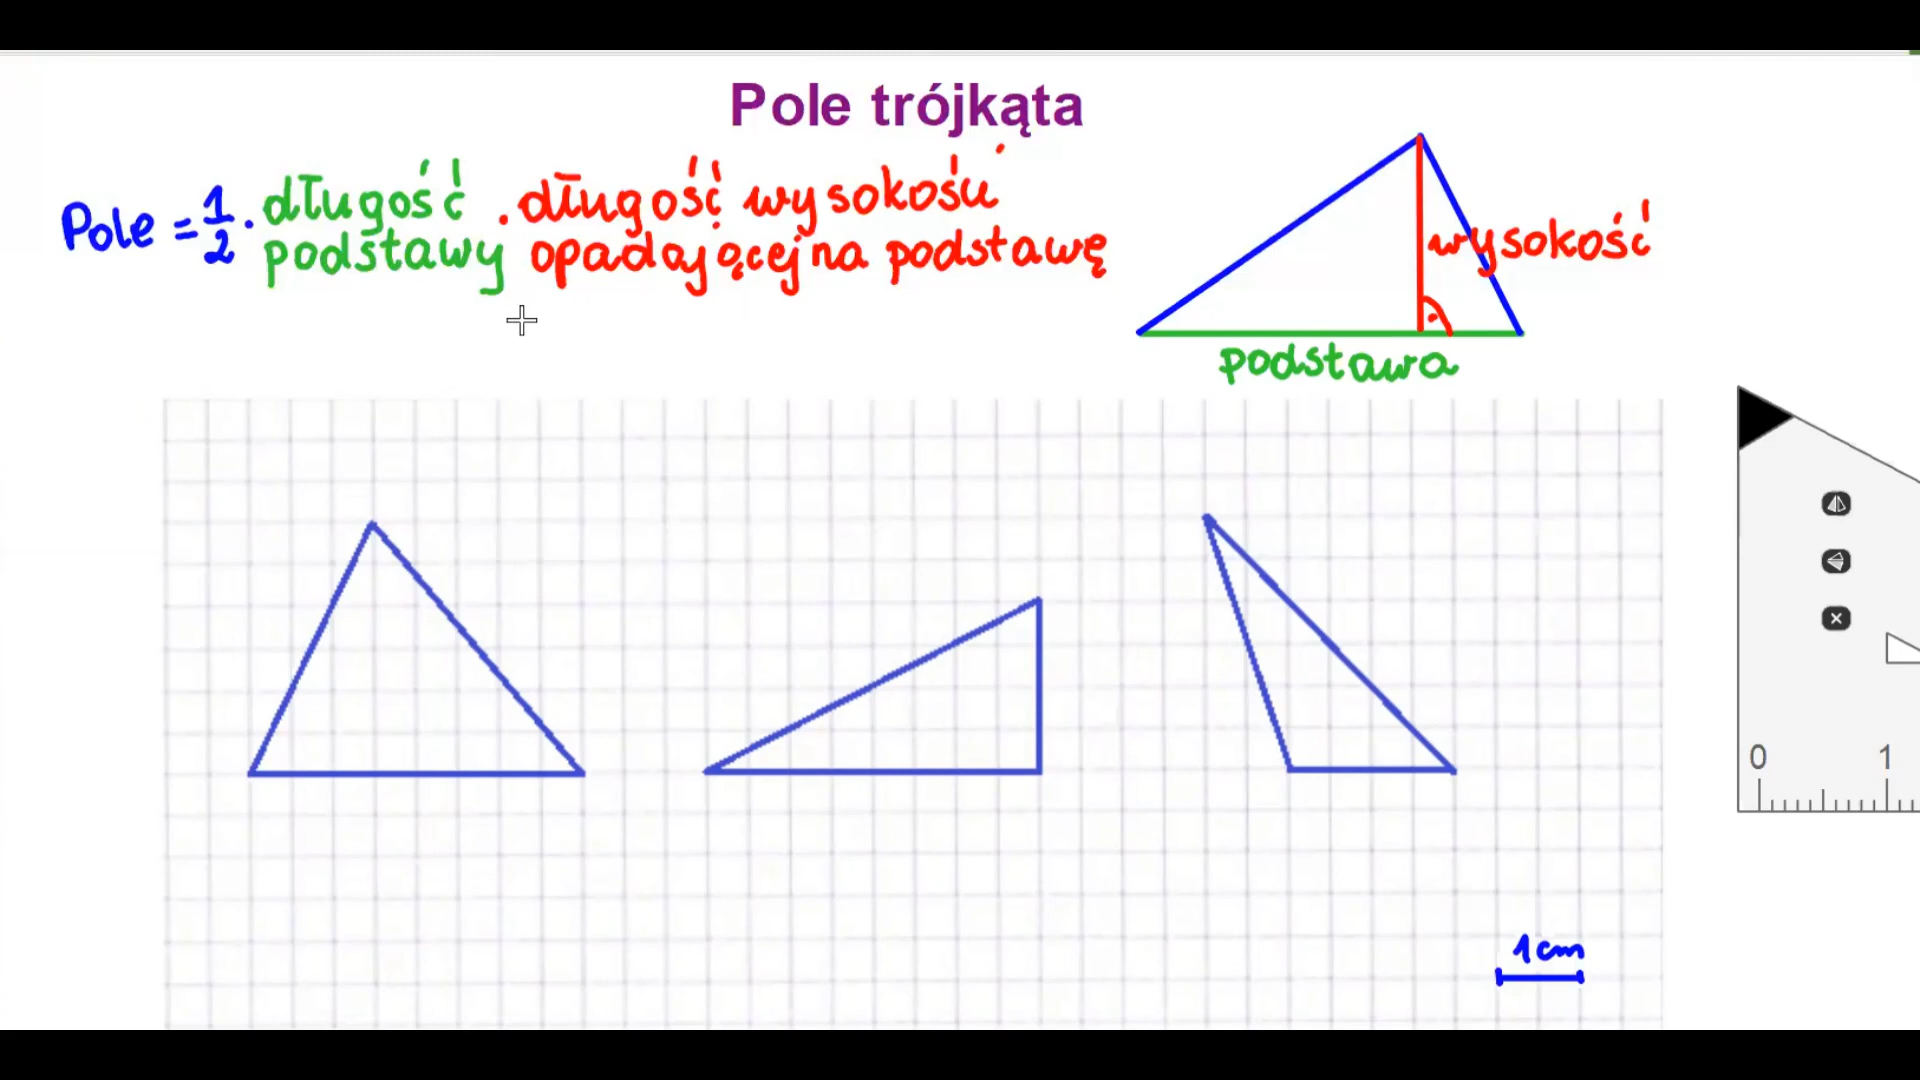 Pole trójkąta
Pole = 1/2 · długość podstawy · długość wysokości opadającej na podstawę
wysokość
podstawa
0 1
1cm